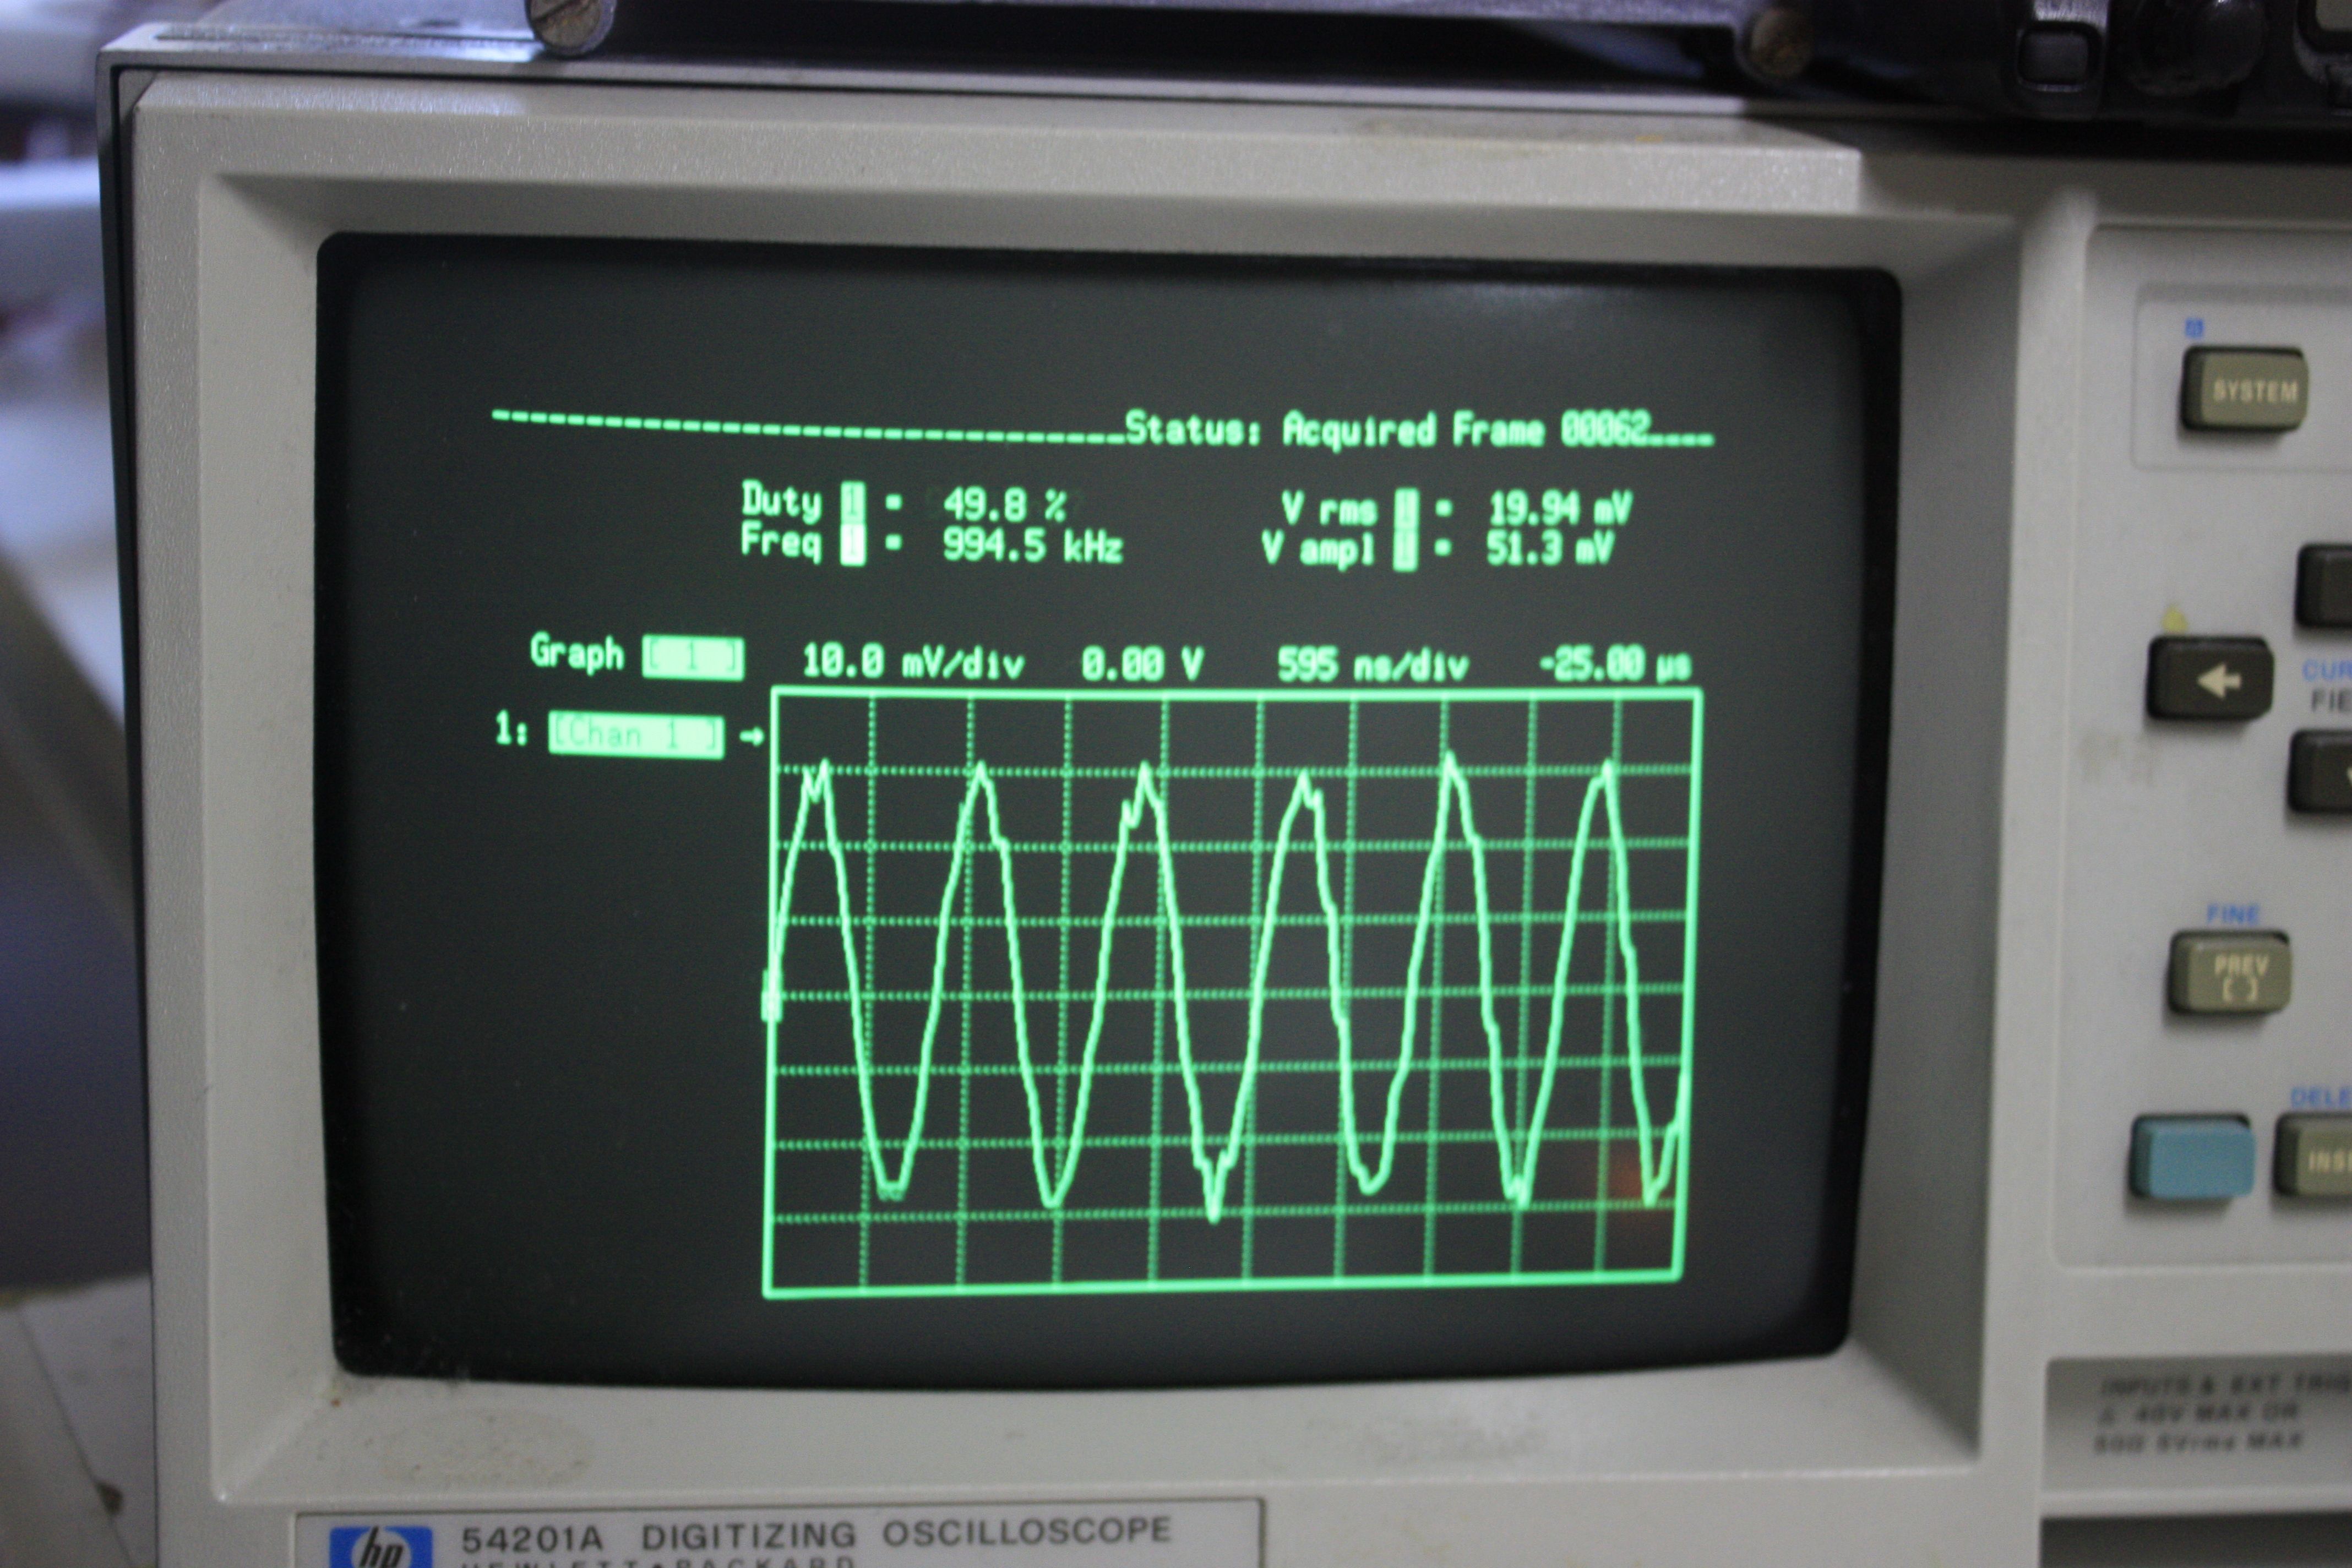 Status: Acquired Frame 00062
Duty 1 = 49.8 % V rms 1 = 19.94 mV
Freq 1 = 994.5 kHz V ampl 1 = 51.3 mV
Graph [ 1 ] 10.0 mV/div 0.00 V 595 ns/div -25.00 µs
1: [Chan 1 ] →
SYSTEM
CUR
FIE
FINE
PREV
[ ]
DELE
INSE
INPUTS & EXT TRIG
40V MAX OR
50Ω 5Vrms MAX
hp 54201A DIGITIZING OSCILLOSCOPE
HEWLETT • PACKARD